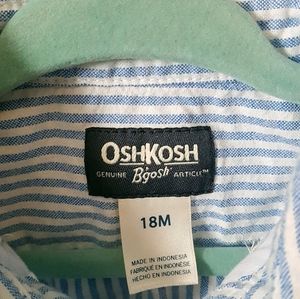 OSHKOSH
GENUINE B'gosh ARTICLE™
18M
MADE IN INDONESIA
FABRIQUÉ EN INDONÉSIE
HECHO EN INDONESIA